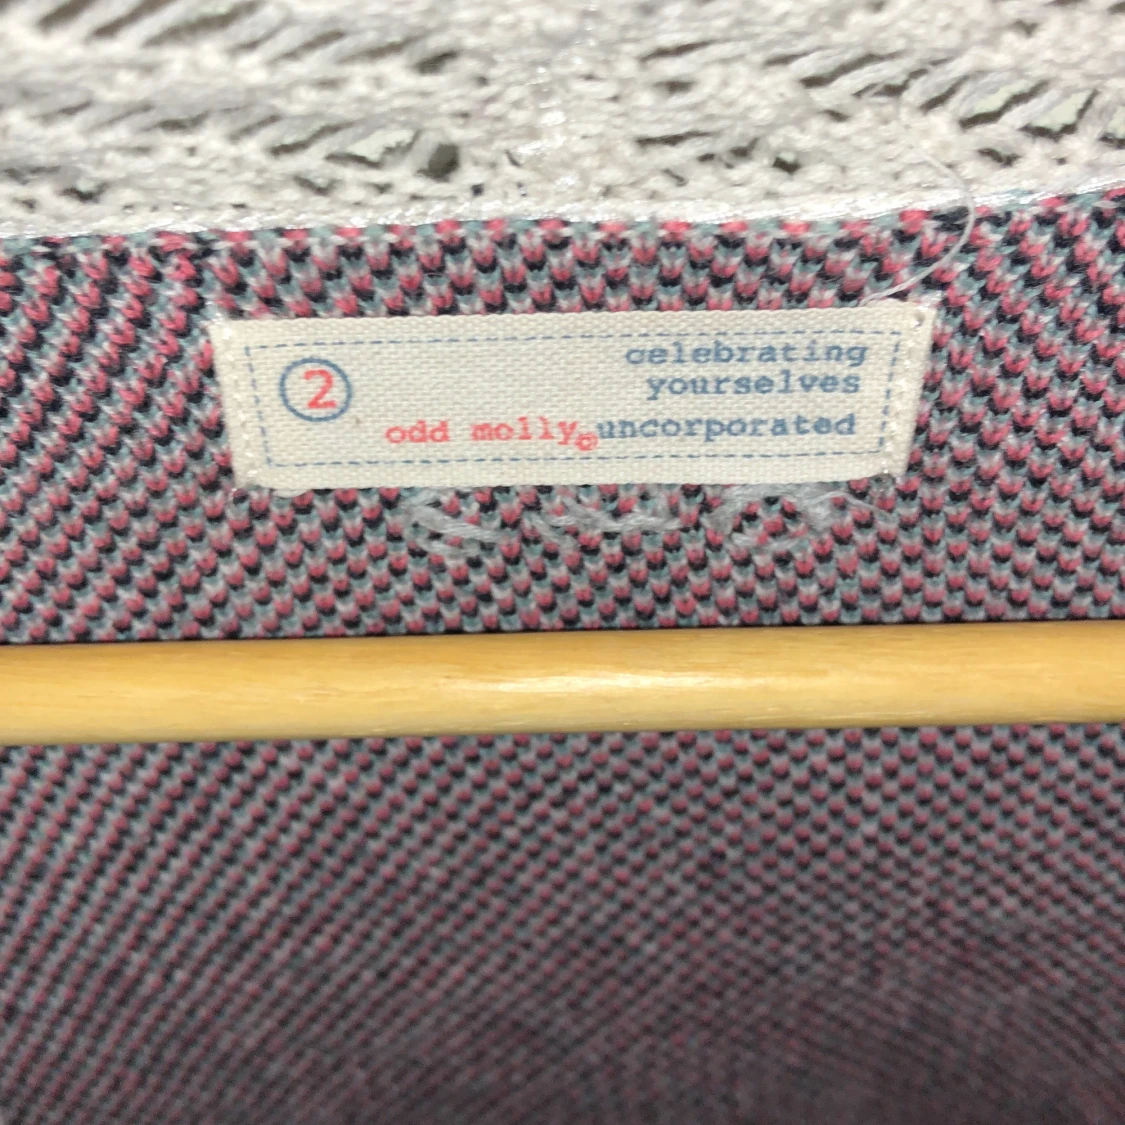 2
celebrating
yourselves
odd molly© uncorporated